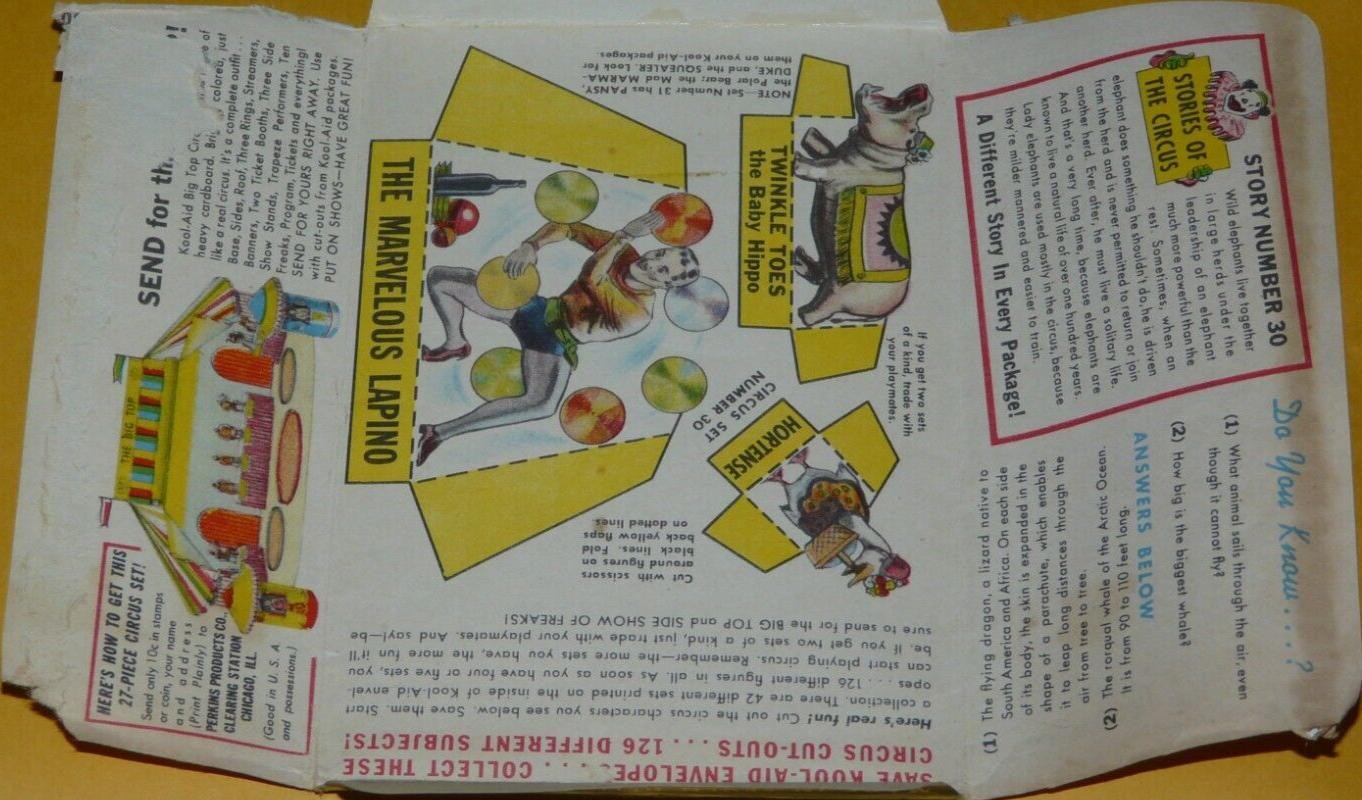 SAVE KOOL-AID ENVELOPES . . . COLLECT THESE
CIRCUS CUT-OUTS . . . 126 DIFFERENT SUBJECTS!
Here's real fun! Cut out the circus characters you see below. Save them. Start
a collection. There are 42 different sets printed on the inside of Kool-Aid envel-
opes . . . . 126 different figures in all. As soon as you have four or five sets, you
can start playing circus. Remember—the more sets you have, the more fun it'll
be. If you get two sets of a kind, just trade with your playmates. And say!—be
sure to send for the BIG TOP and SIDE SHOW OF FREAKS!
Cut with scissors
around figures on
black lines. Fold
back yellow flaps
on dotted lines
CIRCUS SET
NUMBER 30
HORTENSE
THE MARVELOUS LAPINO
TWINKLE TOES
the Baby Hippo
If you get two sets
of a kind, trade with
your playmates.
NOTE—Set Number 31 has PANSY,
the Polar Bear; the Mad MARMA-
DUKE, and the SQUEALER. Look for
them on your Kool-Aid packages.
STORIES OF
THE CIRCUS
STORY NUMBER 30
Wild elephants live together
in large herds under the
leadership of an elephant
much more powerful than the
rest. Sometimes, when an
elephant does something he shouldn't do, he is driven
from the herd and is never permitted to return or join
another herd. Ever after, he must live a solitary life.
And that's a very long time, because elephants are
known to live a natural life of over one hundred years.
Lady elephants are used mostly in the circus, because
they're milder mannered and easier to train.
A Different Story In Every Package!
Do You Know . . . ?
(1) What animal sails through the air, even
though it cannot fly?
(2) How big is the biggest whale?
ANSWERS BELOW
(1) The flying dragon, a lizard native to
South America and Africa. On each side
of its body, the skin is expanded in the
shape of a parachute, which enables
it to leap long distances through the
air from tree to tree.
(2) The rorqual whale of the Arctic Ocean.
It is from 90 to 110 feet long.
SEND for th
Kool-Aid Big Top Circ of
heavy cardboard. colored, just
like a real circus. It's a complete outfit . . .
Base, Sides, Roof, Three Rings, Streamers,
Banners, Two Ticket Booths, Three Side
Show Stands, Trapeze Performers, Ten
Freaks, Program, Tickets and everything!
SEND FOR YOURS RIGHT AWAY. Use
with cut-outs from Kool-Aid packages.
PUT ON SHOWS—HAVE GREAT FUN!
THE BIG TOP
HERE'S HOW TO GET THIS
27-PIECE CIRCUS SET!
Send only 10c in stamps
or coin, your name
and address
(Print Plainly) to
PERKINS PRODUCTS CO.,
CLEARING STATION
CHICAGO, ILL.
(Good in U. S. A
and possessions.)